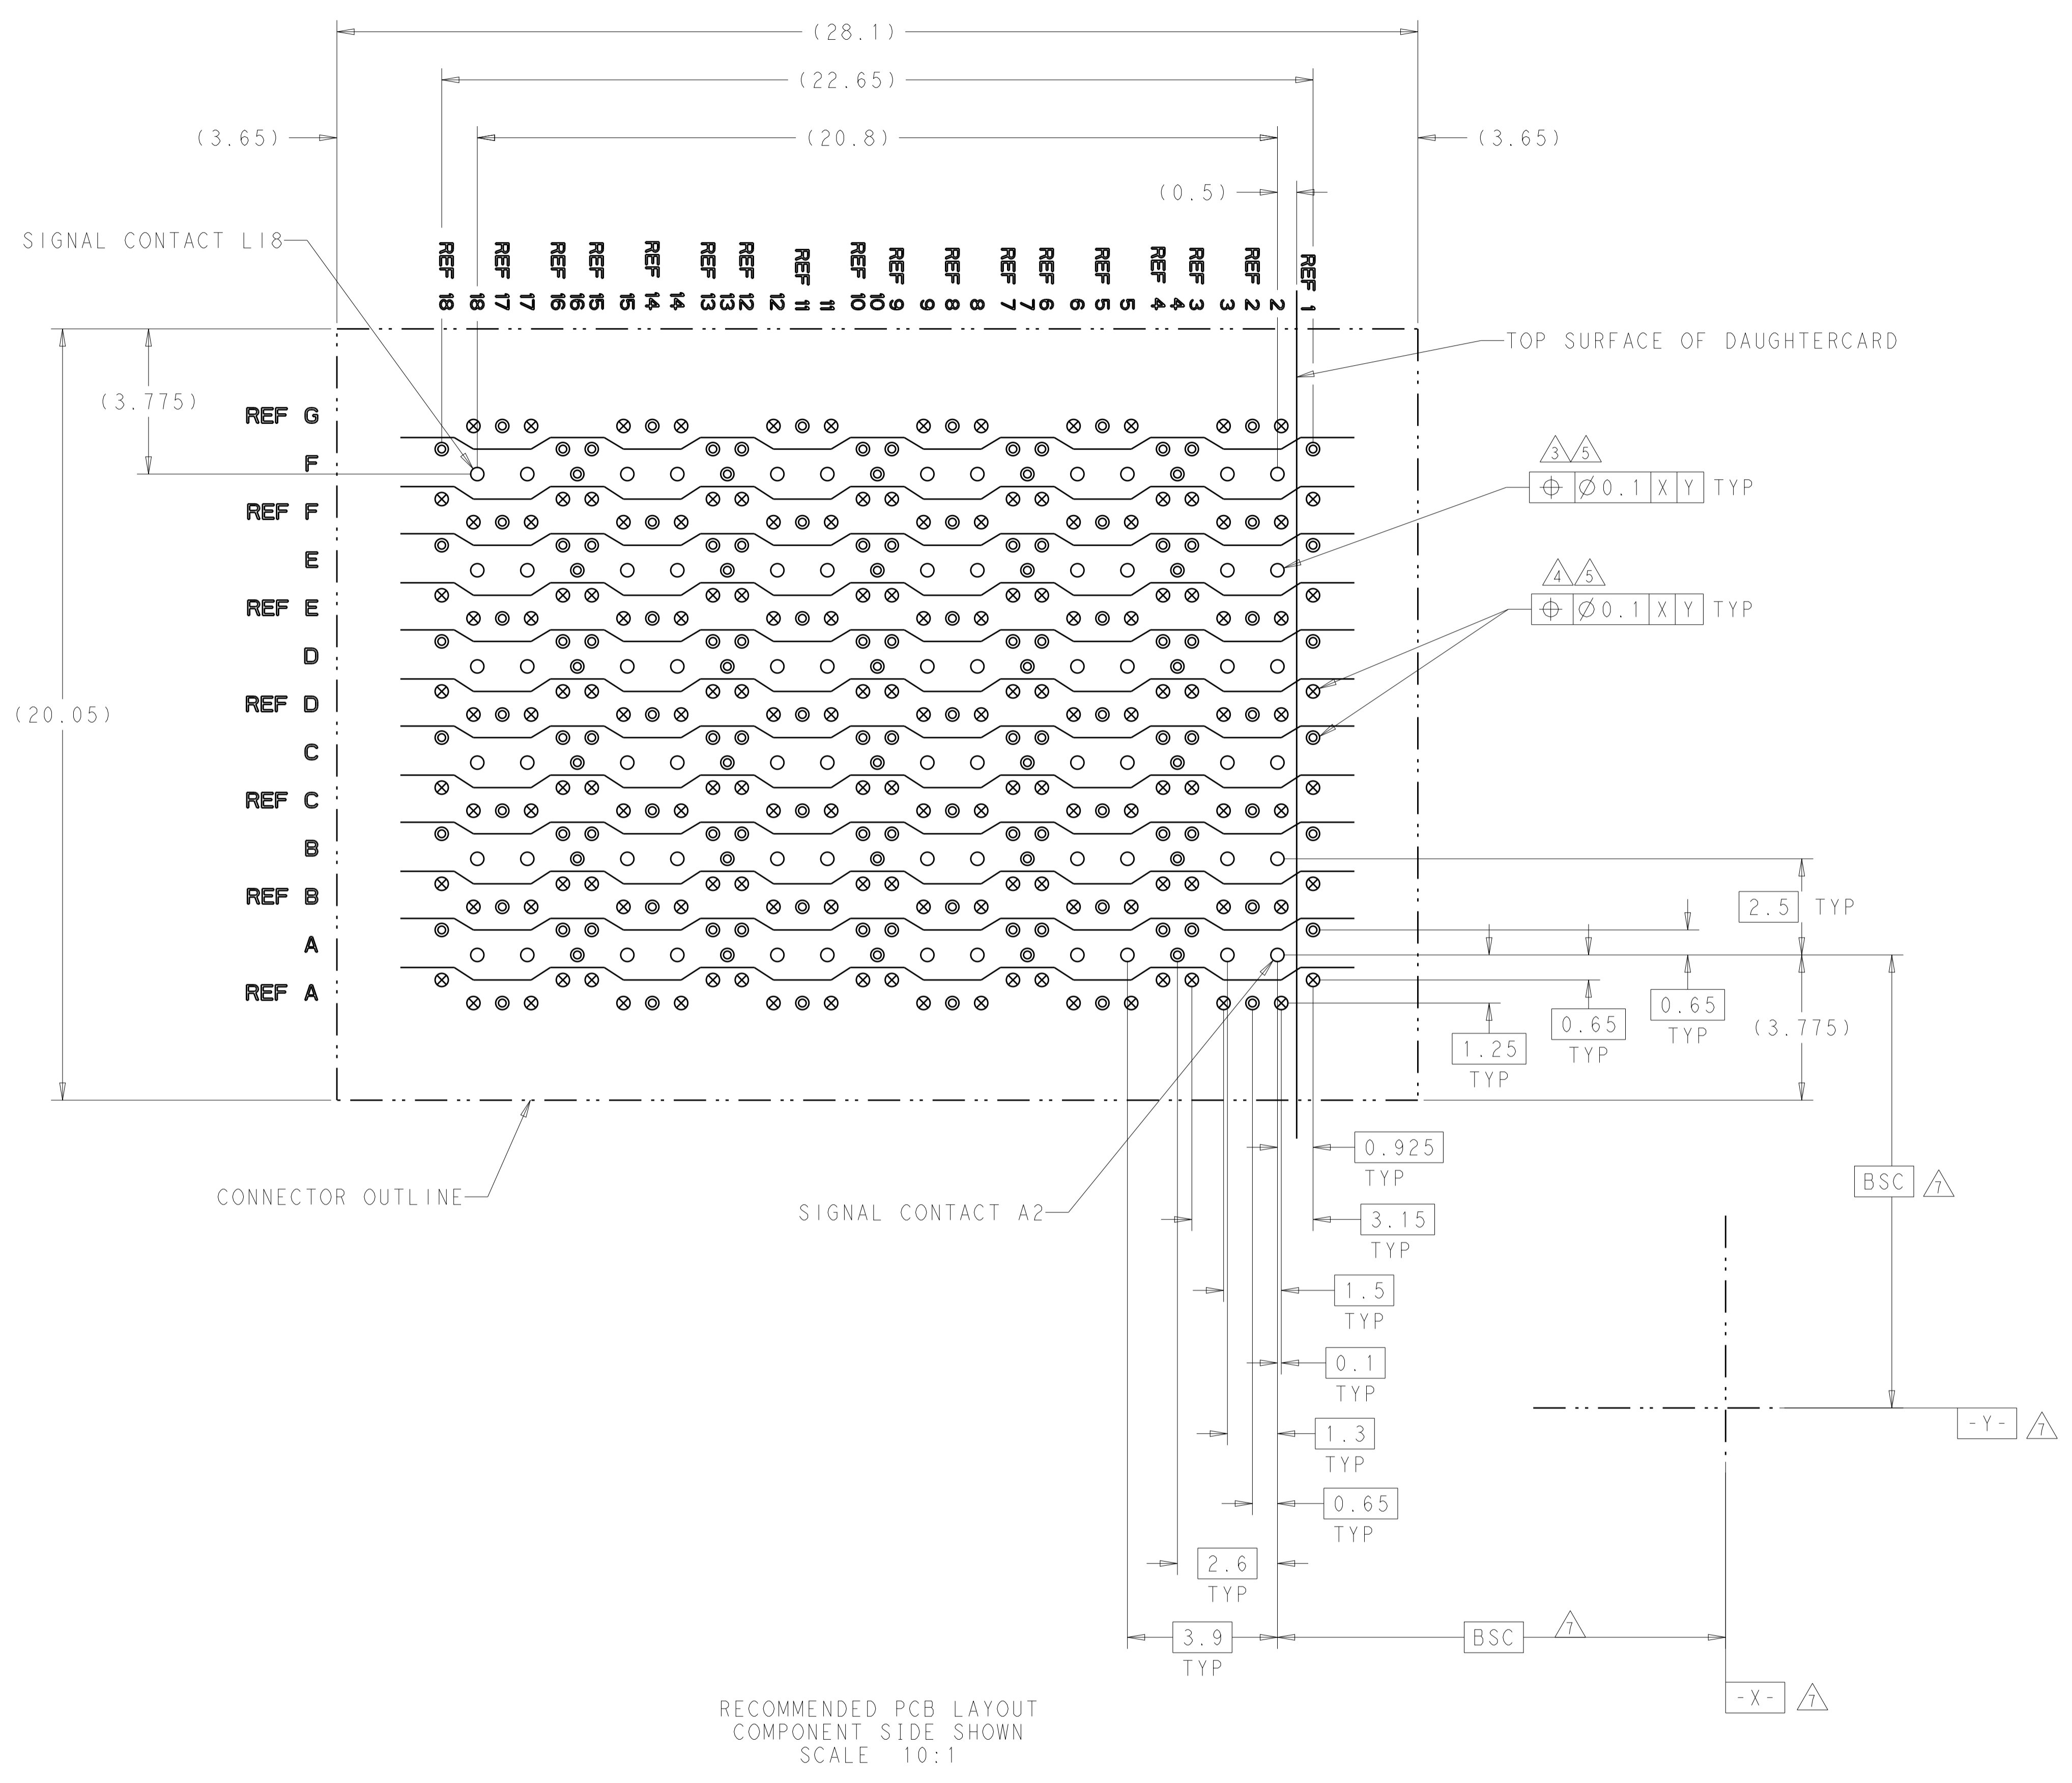 (28.1)
(22.65)
(3.65) (20.8) (3.65)
(0.5)
SIGNAL CONTACT L18
REF 18
18
REF 17
17
REF 16
16
REF 15
15
REF 14
14
REF 13
13
REF 12
12
REF 11
11
REF 10
10
REF 9
9
REF 8
8
REF 7
7
REF 6
6
REF 5
5
REF 4
4
REF 3
3
REF 2
2
REF 1
TOP SURFACE OF DAUGHTERCARD
(3.775)
REF G
F
REF F
E
REF E
D
REF D
C
REF C
B
REF B
A
REF A
(20.05)
3 5
⌖ Ø0.1 X Y TYP
4 5
⌖ Ø0.1 X Y TYP
2.5 TYP
0.65
TYP
0.65
TYP
1.25
TYP
(3.775)
0.925
TYP
3.15
TYP
1.5
TYP
0.1
TYP
1.3
TYP
0.65
TYP
2.6
TYP
3.9
TYP
CONNECTOR OUTLINE
SIGNAL CONTACT A2
BSC 7
-Y- 7
BSC 7
-X- 7
RECOMMENDED PCB LAYOUT
COMPONENT SIDE SHOWN
SCALE 10:1